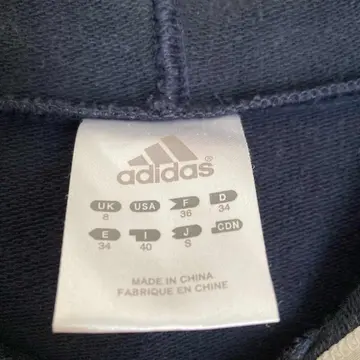 adidas®
UK USA F D
8 36 34
E I J CDN
34 40 S
MADE IN CHINA
FABRIQUE EN CHINE